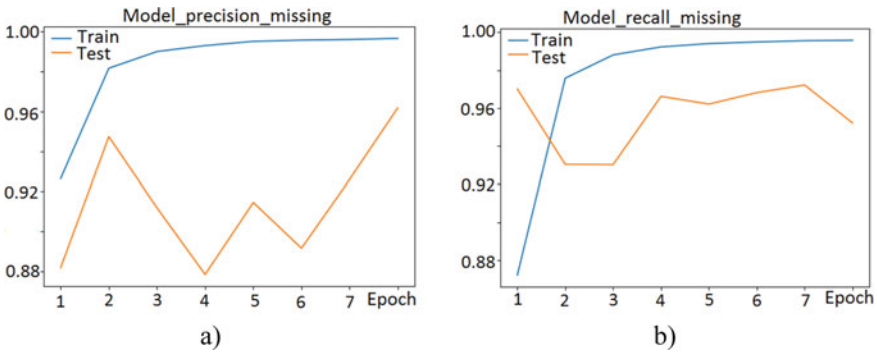 Model_precision_missing
1.00
Train
Test
0.96
0.92
0.88
1 2 3 4 5 6 7 Epoch
a)
Model_recall_missing
1.00
Train
Test
0.96
0.92
0.88
1 2 3 4 5 6 7 Epoch
b)